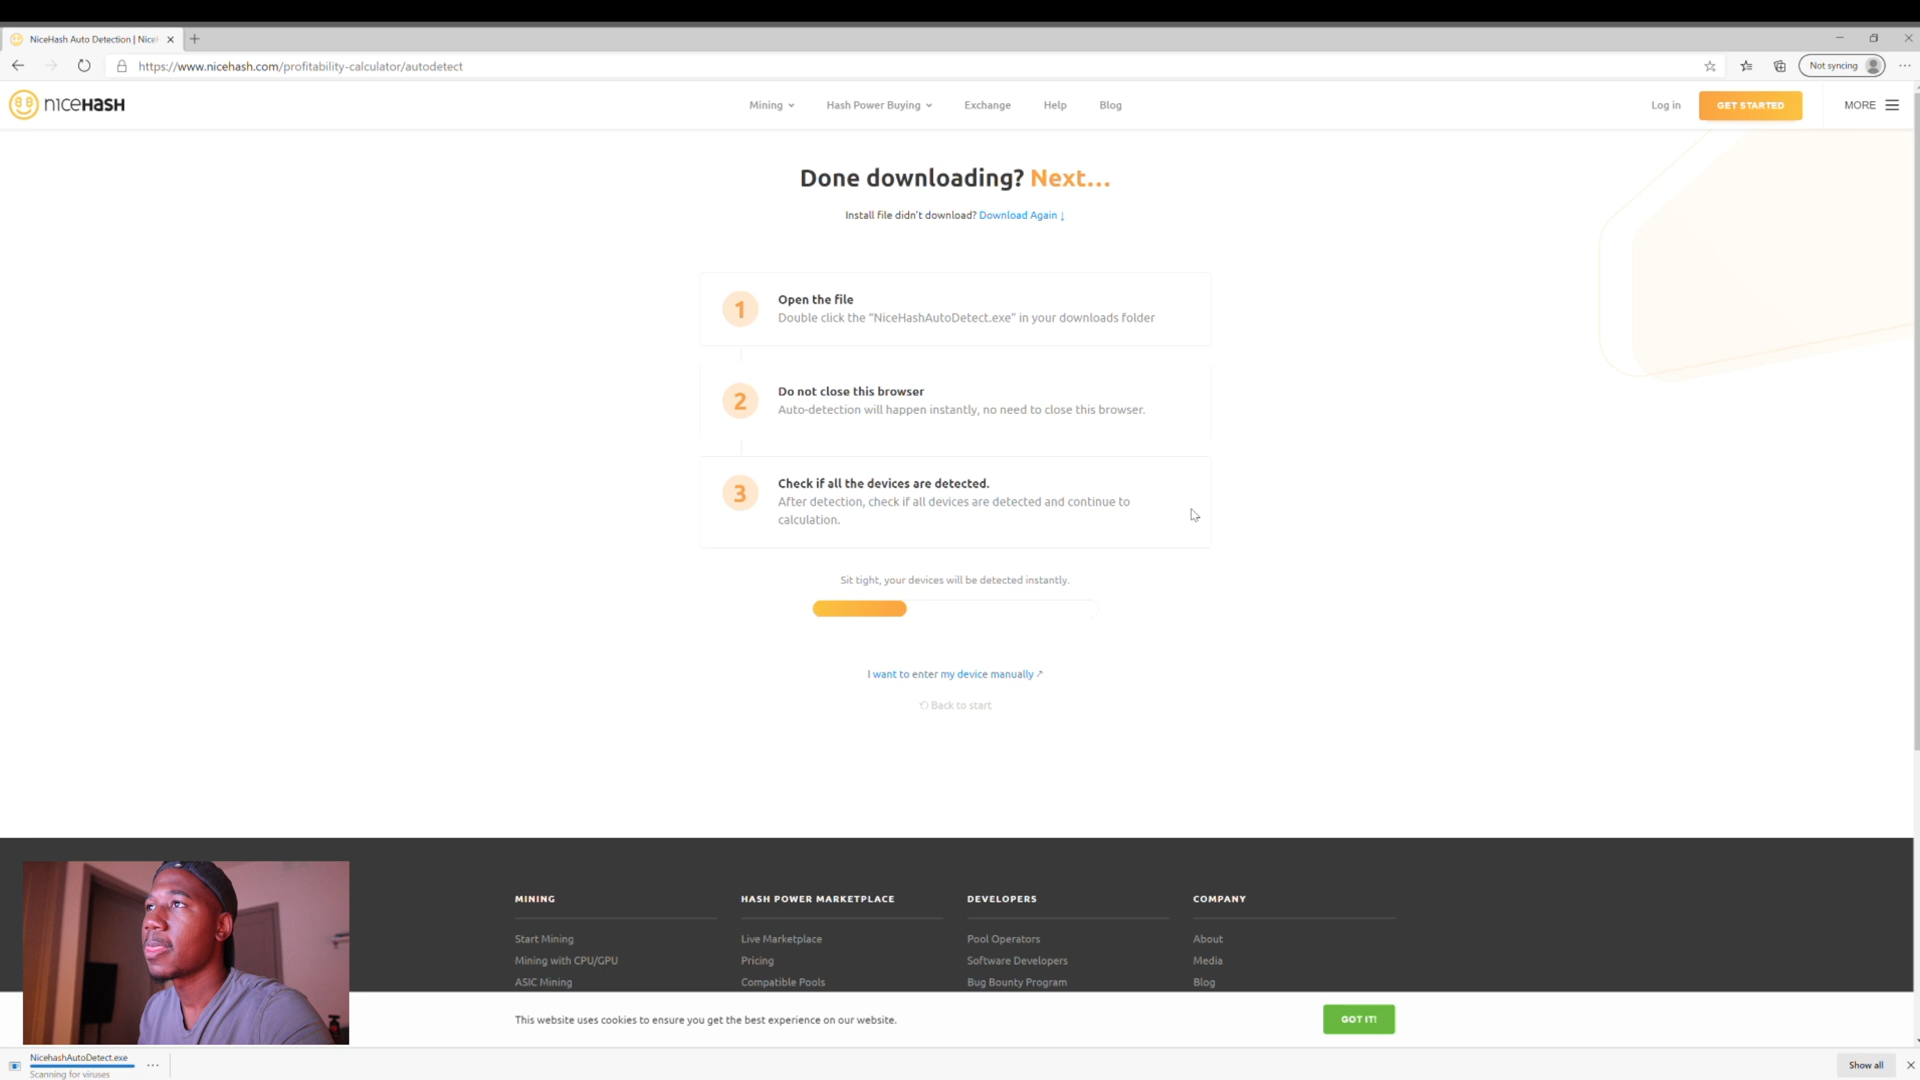 NiceHash Auto Detection | Nice
https://www.nicehash.com/profitability-calculator/autodetect
Not syncing
nıceHasH
Mining
Hash Power Buying
Exchange
Help
Blog
Log in
GET STARTED
MORE
Done downloading? Next...
Install file didn't download? Download Again ↓
1
Open the file
Double click the "NiceHashAutoDetect.exe" in your downloads folder
2
Do not close this browser
Auto-detection will happen instantly, no need to close this browser.
3
Check if all the devices are detected.
After detection, check if all devices are detected and continue to
calculation.
Sit tight, your devices will be detected instantly.
I want to enter my device manually ↗
Back to start
MINING
HASH POWER MARKETPLACE
DEVELOPERS
COMPANY
Start Mining
Live Marketplace
Pool Operators
About
Mining with CPU/GPU
Pricing
Software Developers
Media
ASIC Mining
Compatible Pools
Bug Bounty Program
Blog
This website uses cookies to ensure you get the best experience on our website.
GOT IT!
NicehashAutoDetect.exe
Scanning for viruses
Show all